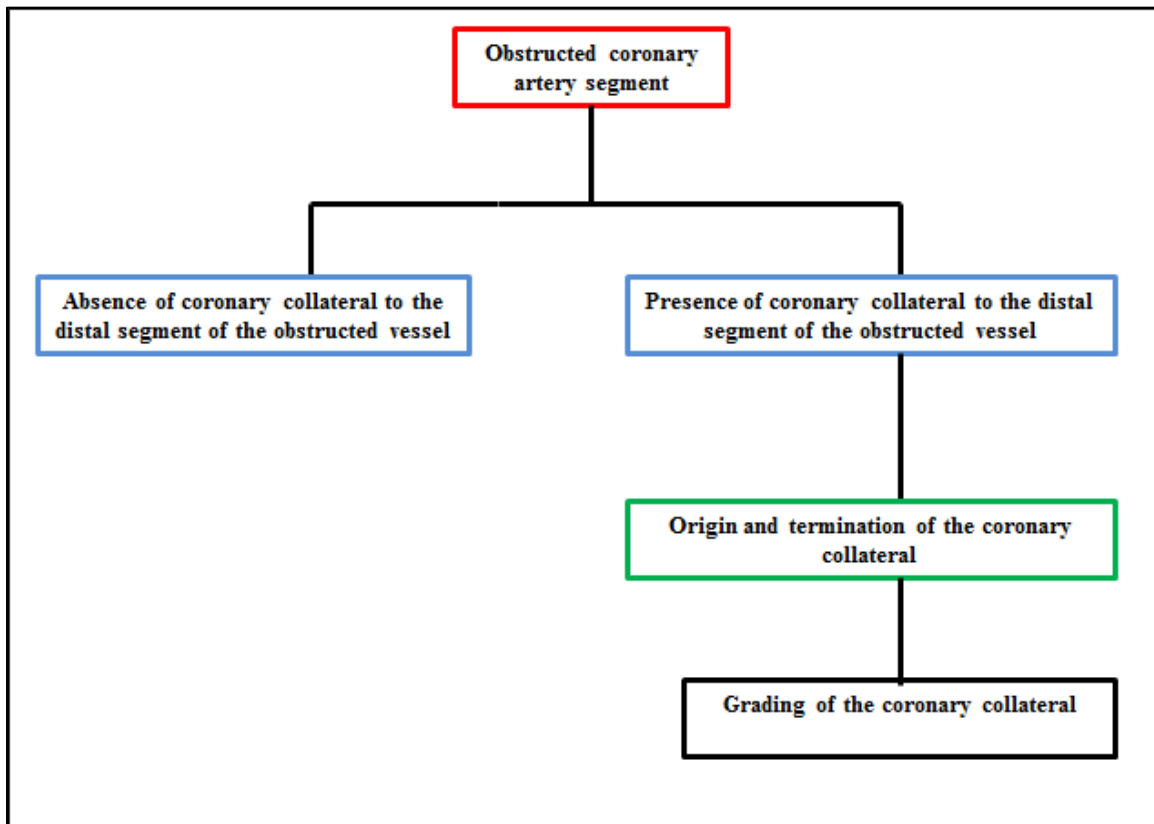 Obstructed coronary
artery segment
Absence of coronary collateral to the
distal segment of the obstructed vessel
Presence of coronary collateral to the distal
segment of the obstructed vessel
Origin and termination of the coronary
collateral
Grading of the coronary collateral